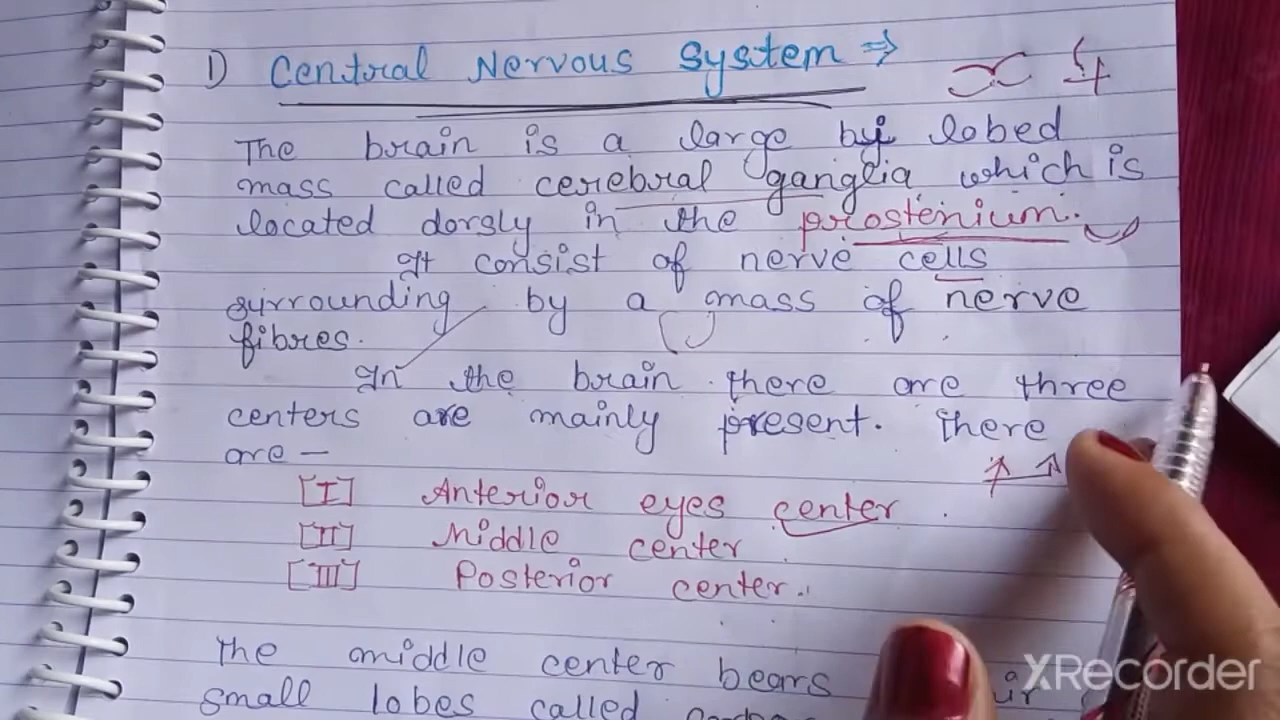 1) Central Nervous System ⇒
The brain is a large by lobed
mass called cerebral ganglia which is
located dorsly in the prostenium.
It consist of nerve cells
surrounding by a mass of nerve
fibres.
In the brain there are three
centers are mainly present. There
are —
[I] Anterior eyes center
[II] Middle center
[III] Posterior center.
The middle center bears
small lobes called
XRecorder